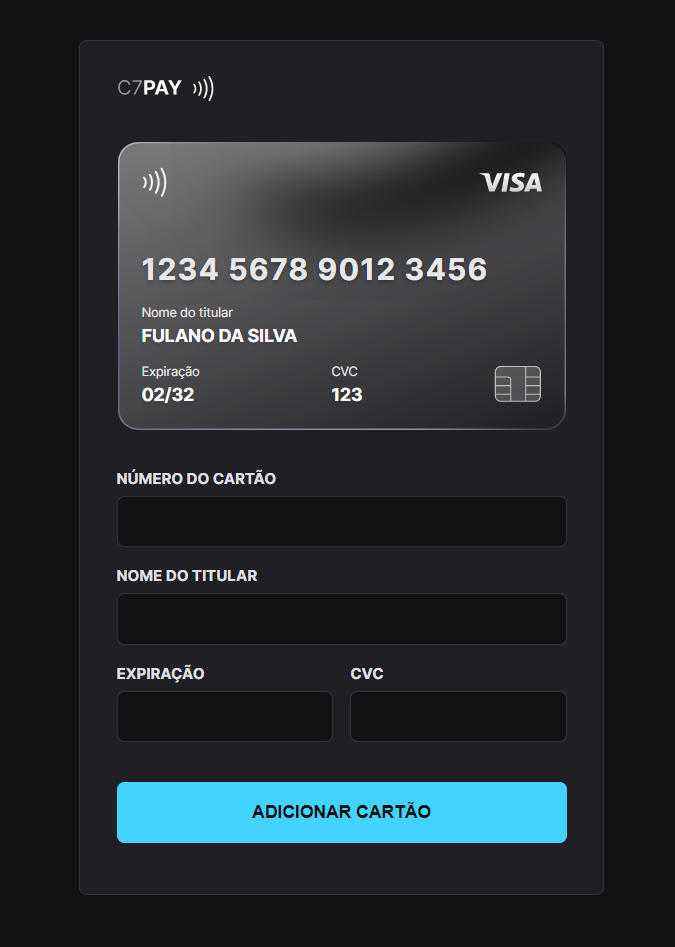 C7PAY
VISA
1234 5678 9012 3456
Nome do titular
FULANO DA SILVA
Expiração CVC
02/32 123
NÚMERO DO CARTÃO
NOME DO TITULAR
EXPIRAÇÃO CVC
ADICIONAR CARTÃO